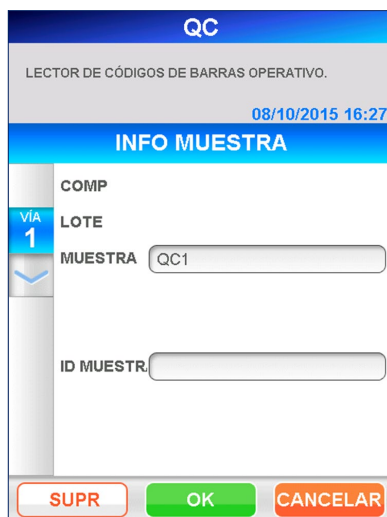 QC
LECTOR DE CÓDIGOS DE BARRAS OPERATIVO.
08/10/2015 16:27
INFO MUESTRA
COMP
VÍA
1
LOTE
MUESTRA QC1
ID MUESTR
SUPR OK CANCELAR